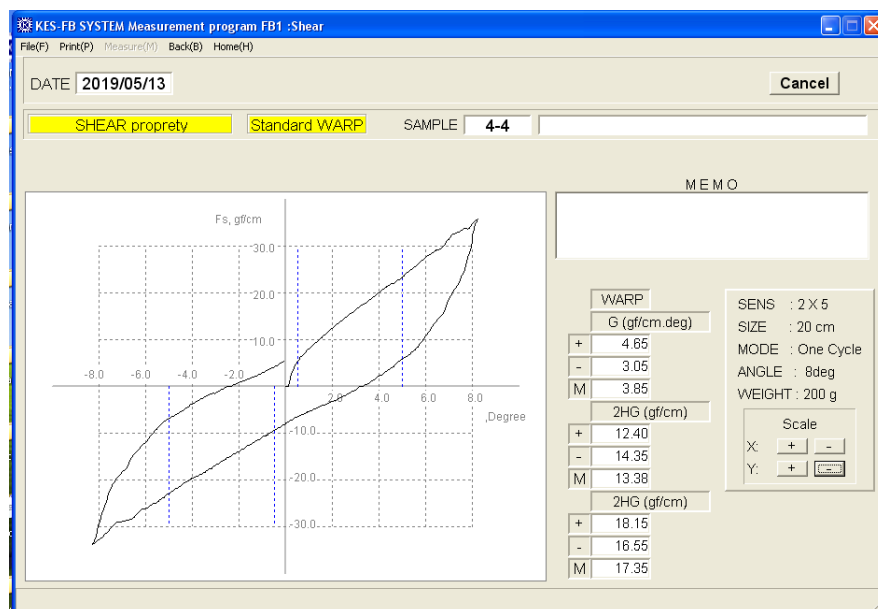 KES-FB SYSTEM Measurement program FB1 :Shear
File(F) Print(P) Measure(M) Back(B) Home(H)
DATE 2019/05/13 Cancel
SHEAR proprety Standard WARP SAMPLE 4-4
M E M O
Fs, gf/cm
30.0
20.0
10.0
-8.0 -6.0 -4.0 -2.0 2.0 4.0 6.0 8.0
,Degree
-10.0
-20.0
-30.0
WARP
G (gf/cm.deg)
+ 4.65
- 3.05
M 3.85
2HG (gf/cm)
+ 12.40
- 14.35
M 13.38
2HG (gf/cm)
+ 18.15
- 16.55
M 17.35
SENS : 2 X 5
SIZE : 20 cm
MODE : One Cycle
ANGLE : 8deg
WEIGHT : 200 g
Scale
X: + -
Y: + -